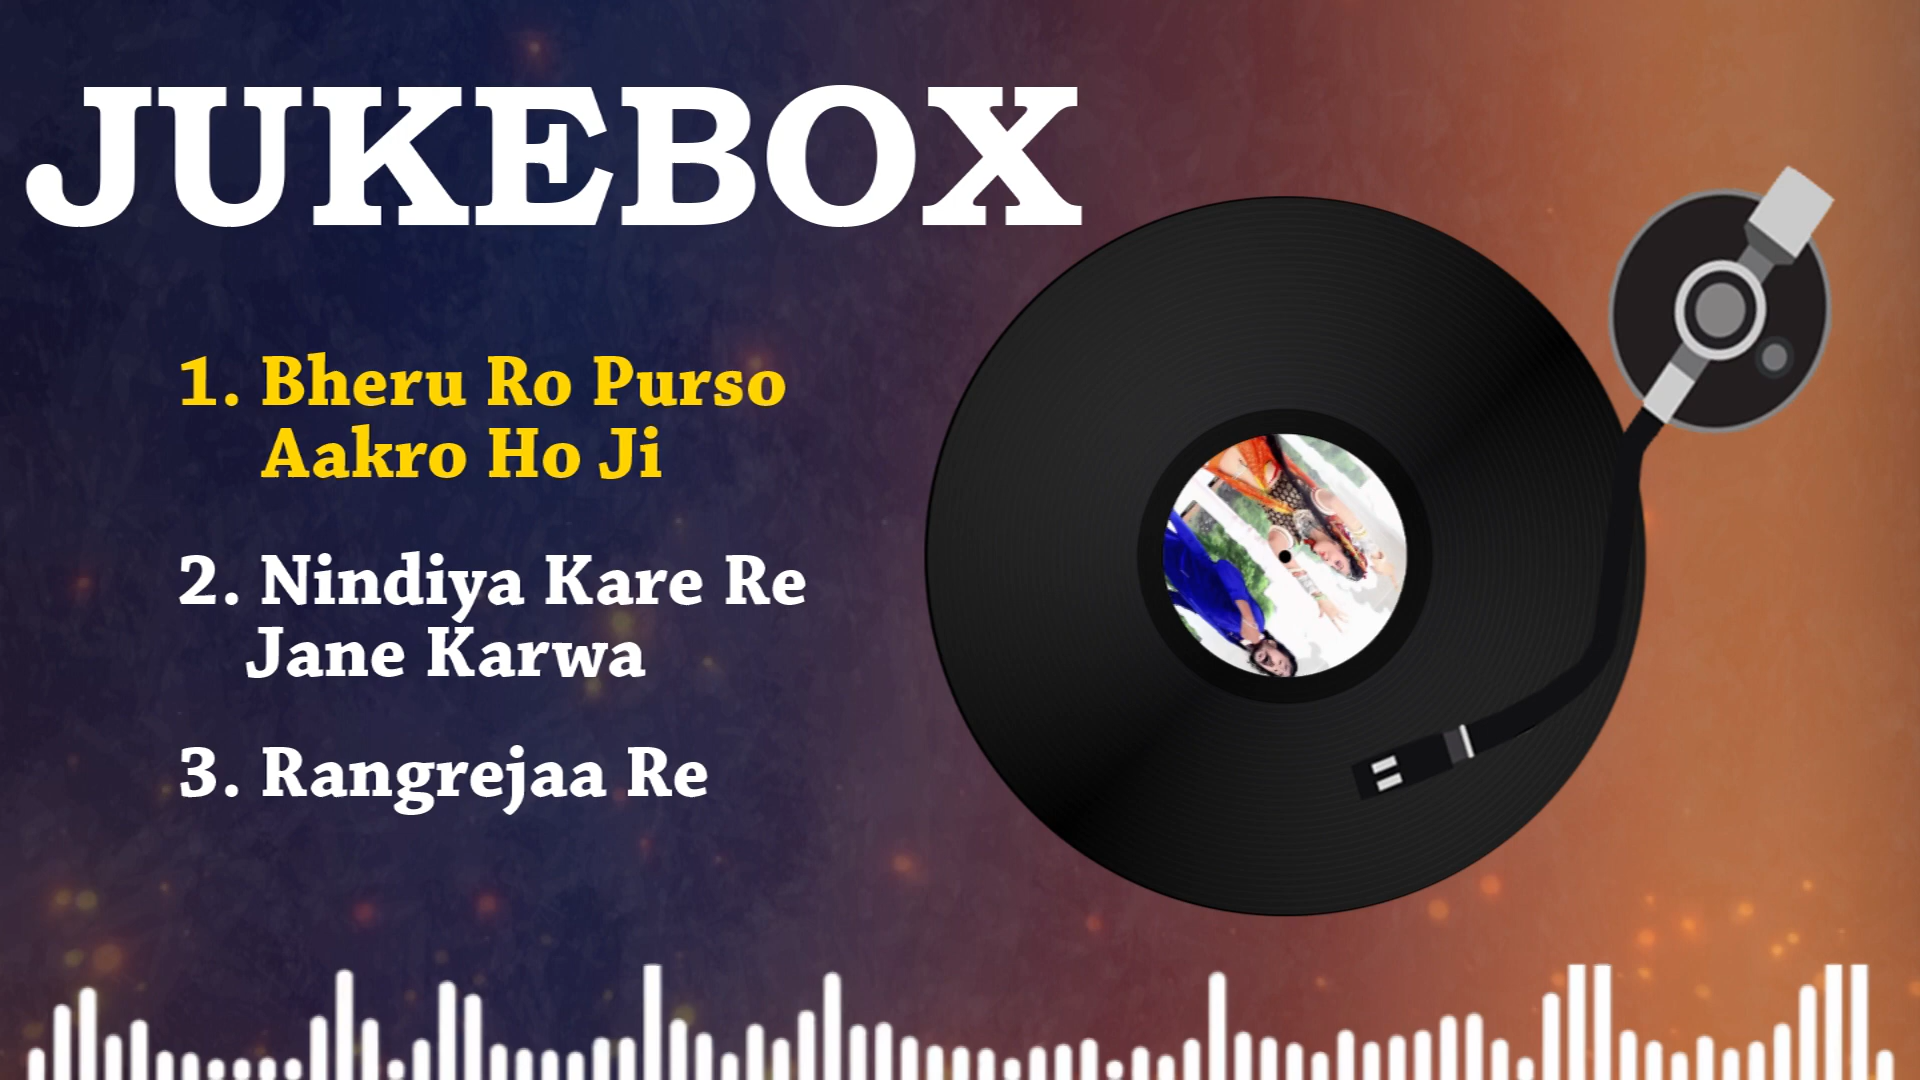 JUKEBOX
1. Bheru Ro Purso
Aakro Ho Ji
2. Nindiya Kare Re
Jane Karwa
3. Rangrejaa Re